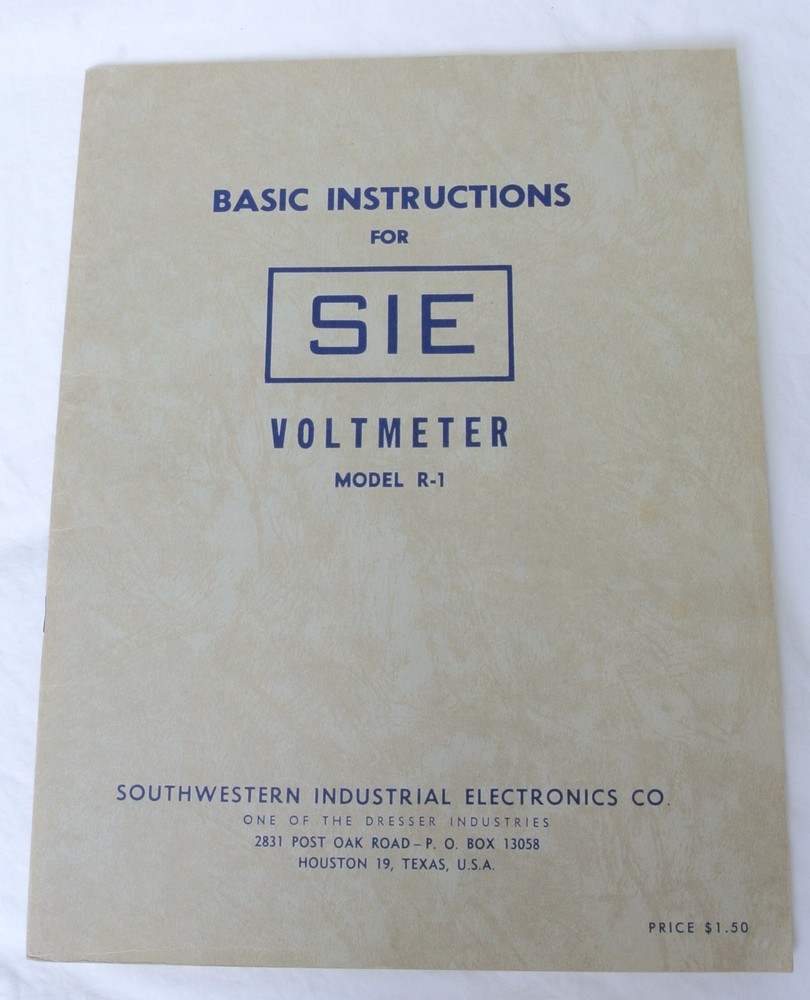 BASIC INSTRUCTIONS
FOR
SIE
VOLTMETER
MODEL R-1
SOUTHWESTERN INDUSTRIAL ELECTRONICS CO.
ONE OF THE DRESSER INDUSTRIES
2831 POST OAK ROAD – P. O. BOX 13058
HOUSTON 19, TEXAS, U.S.A.
PRICE $1.50